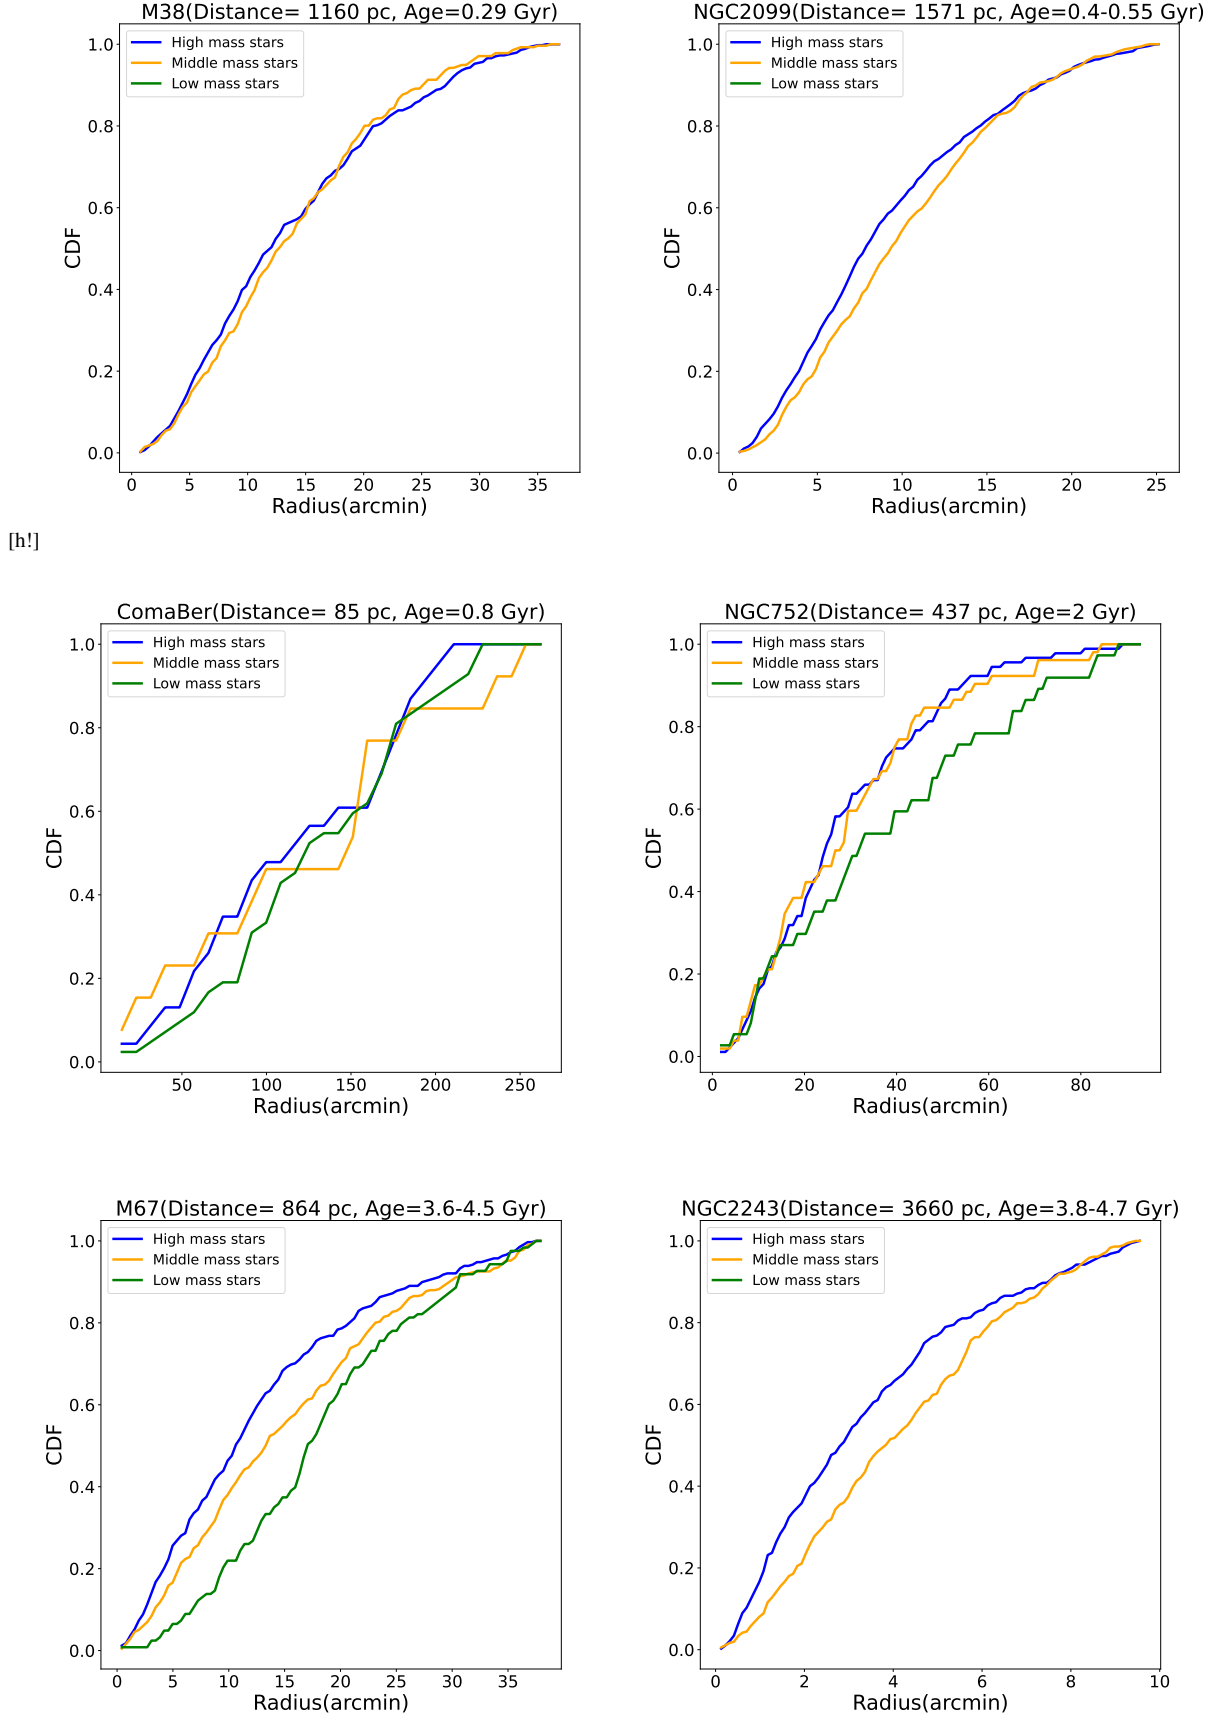 M38(Distance= 1160 pc, Age=0.29 Gyr)
High mass stars
Middle mass stars
Low mass stars
1.0
0.8
0.6
0.4
0.2
0.0
CDF
0 5 10 15 20 25 30 35
Radius(arcmin)
NGC2099(Distance= 1571 pc, Age=0.4-0.55 Gyr)
High mass stars
Middle mass stars
Low mass stars
1.0
0.8
0.6
0.4
0.2
0.0
CDF
0 5 10 15 20 25
Radius(arcmin)
[h!]
ComaBer(Distance= 85 pc, Age=0.8 Gyr)
High mass stars
Middle mass stars
Low mass stars
1.0
0.8
0.6
0.4
0.2
0.0
CDF
50 100 150 200 250
Radius(arcmin)
NGC752(Distance= 437 pc, Age=2 Gyr)
High mass stars
Middle mass stars
Low mass stars
1.0
0.8
0.6
0.4
0.2
0.0
CDF
0 20 40 60 80
Radius(arcmin)
M67(Distance= 864 pc, Age=3.6-4.5 Gyr)
High mass stars
Middle mass stars
Low mass stars
1.0
0.8
0.6
0.4
0.2
0.0
CDF
0 5 10 15 20 25 30 35
Radius(arcmin)
NGC2243(Distance= 3660 pc, Age=3.8-4.7 Gyr)
High mass stars
Middle mass stars
Low mass stars
1.0
0.8
0.6
0.4
0.2
0.0
CDF
0 2 4 6 8 10
Radius(arcmin)